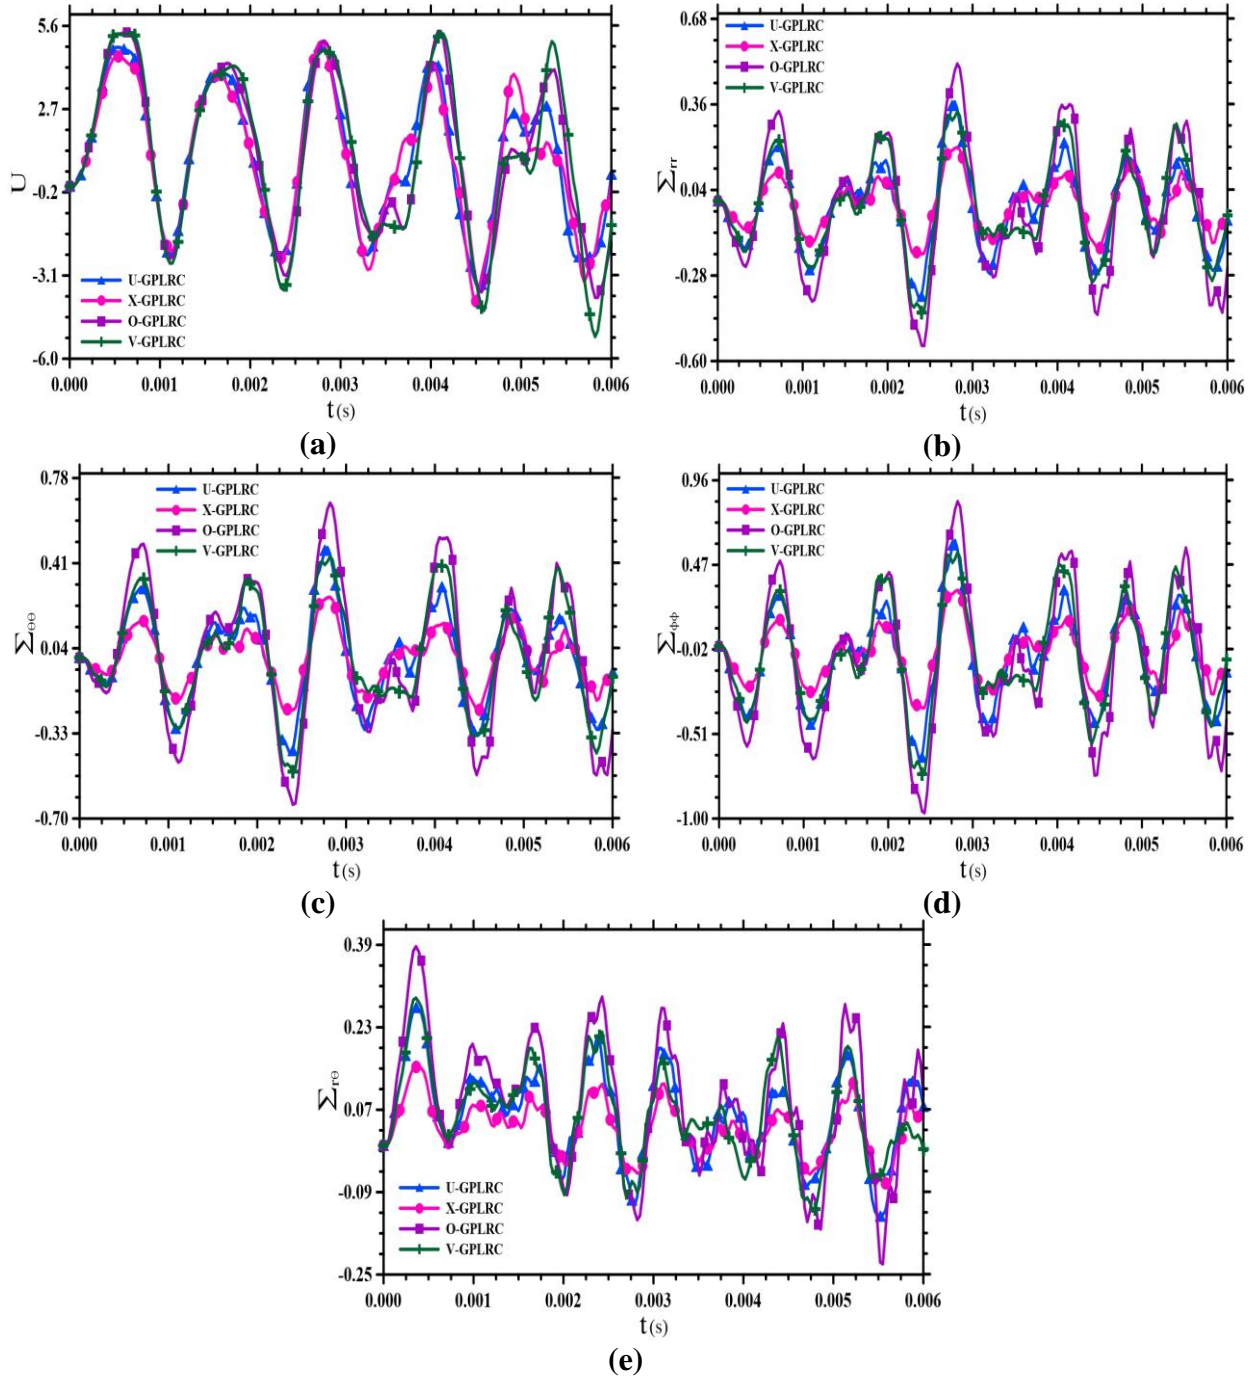 5.6
2.7
-0.2
-3.1
-6.0
U
U-GPLRC
X-GPLRC
O-GPLRC
V-GPLRC
0.000 0.001 0.002 0.003 0.004 0.005 0.006
t(s)
(a)
0.68
0.36
0.04
-0.28
-0.60
Σrr
U-GPLRC
X-GPLRC
O-GPLRC
V-GPLRC
0.000 0.001 0.002 0.003 0.004 0.005 0.006
t(s)
(b)
0.78
0.41
0.04
-0.33
-0.70
Σθθ
U-GPLRC
X-GPLRC
O-GPLRC
V-GPLRC
0.000 0.001 0.002 0.003 0.004 0.005 0.006
t(s)
(c)
0.96
0.47
-0.02
-0.51
-1.00
Σφφ
U-GPLRC
X-GPLRC
O-GPLRC
V-GPLRC
0.000 0.001 0.002 0.003 0.004 0.005 0.006
t(s)
(d)
0.39
0.23
0.07
-0.09
-0.25
Σrθ
U-GPLRC
X-GPLRC
O-GPLRC
V-GPLRC
0.000 0.001 0.002 0.003 0.004 0.005 0.006
t(s)
(e)